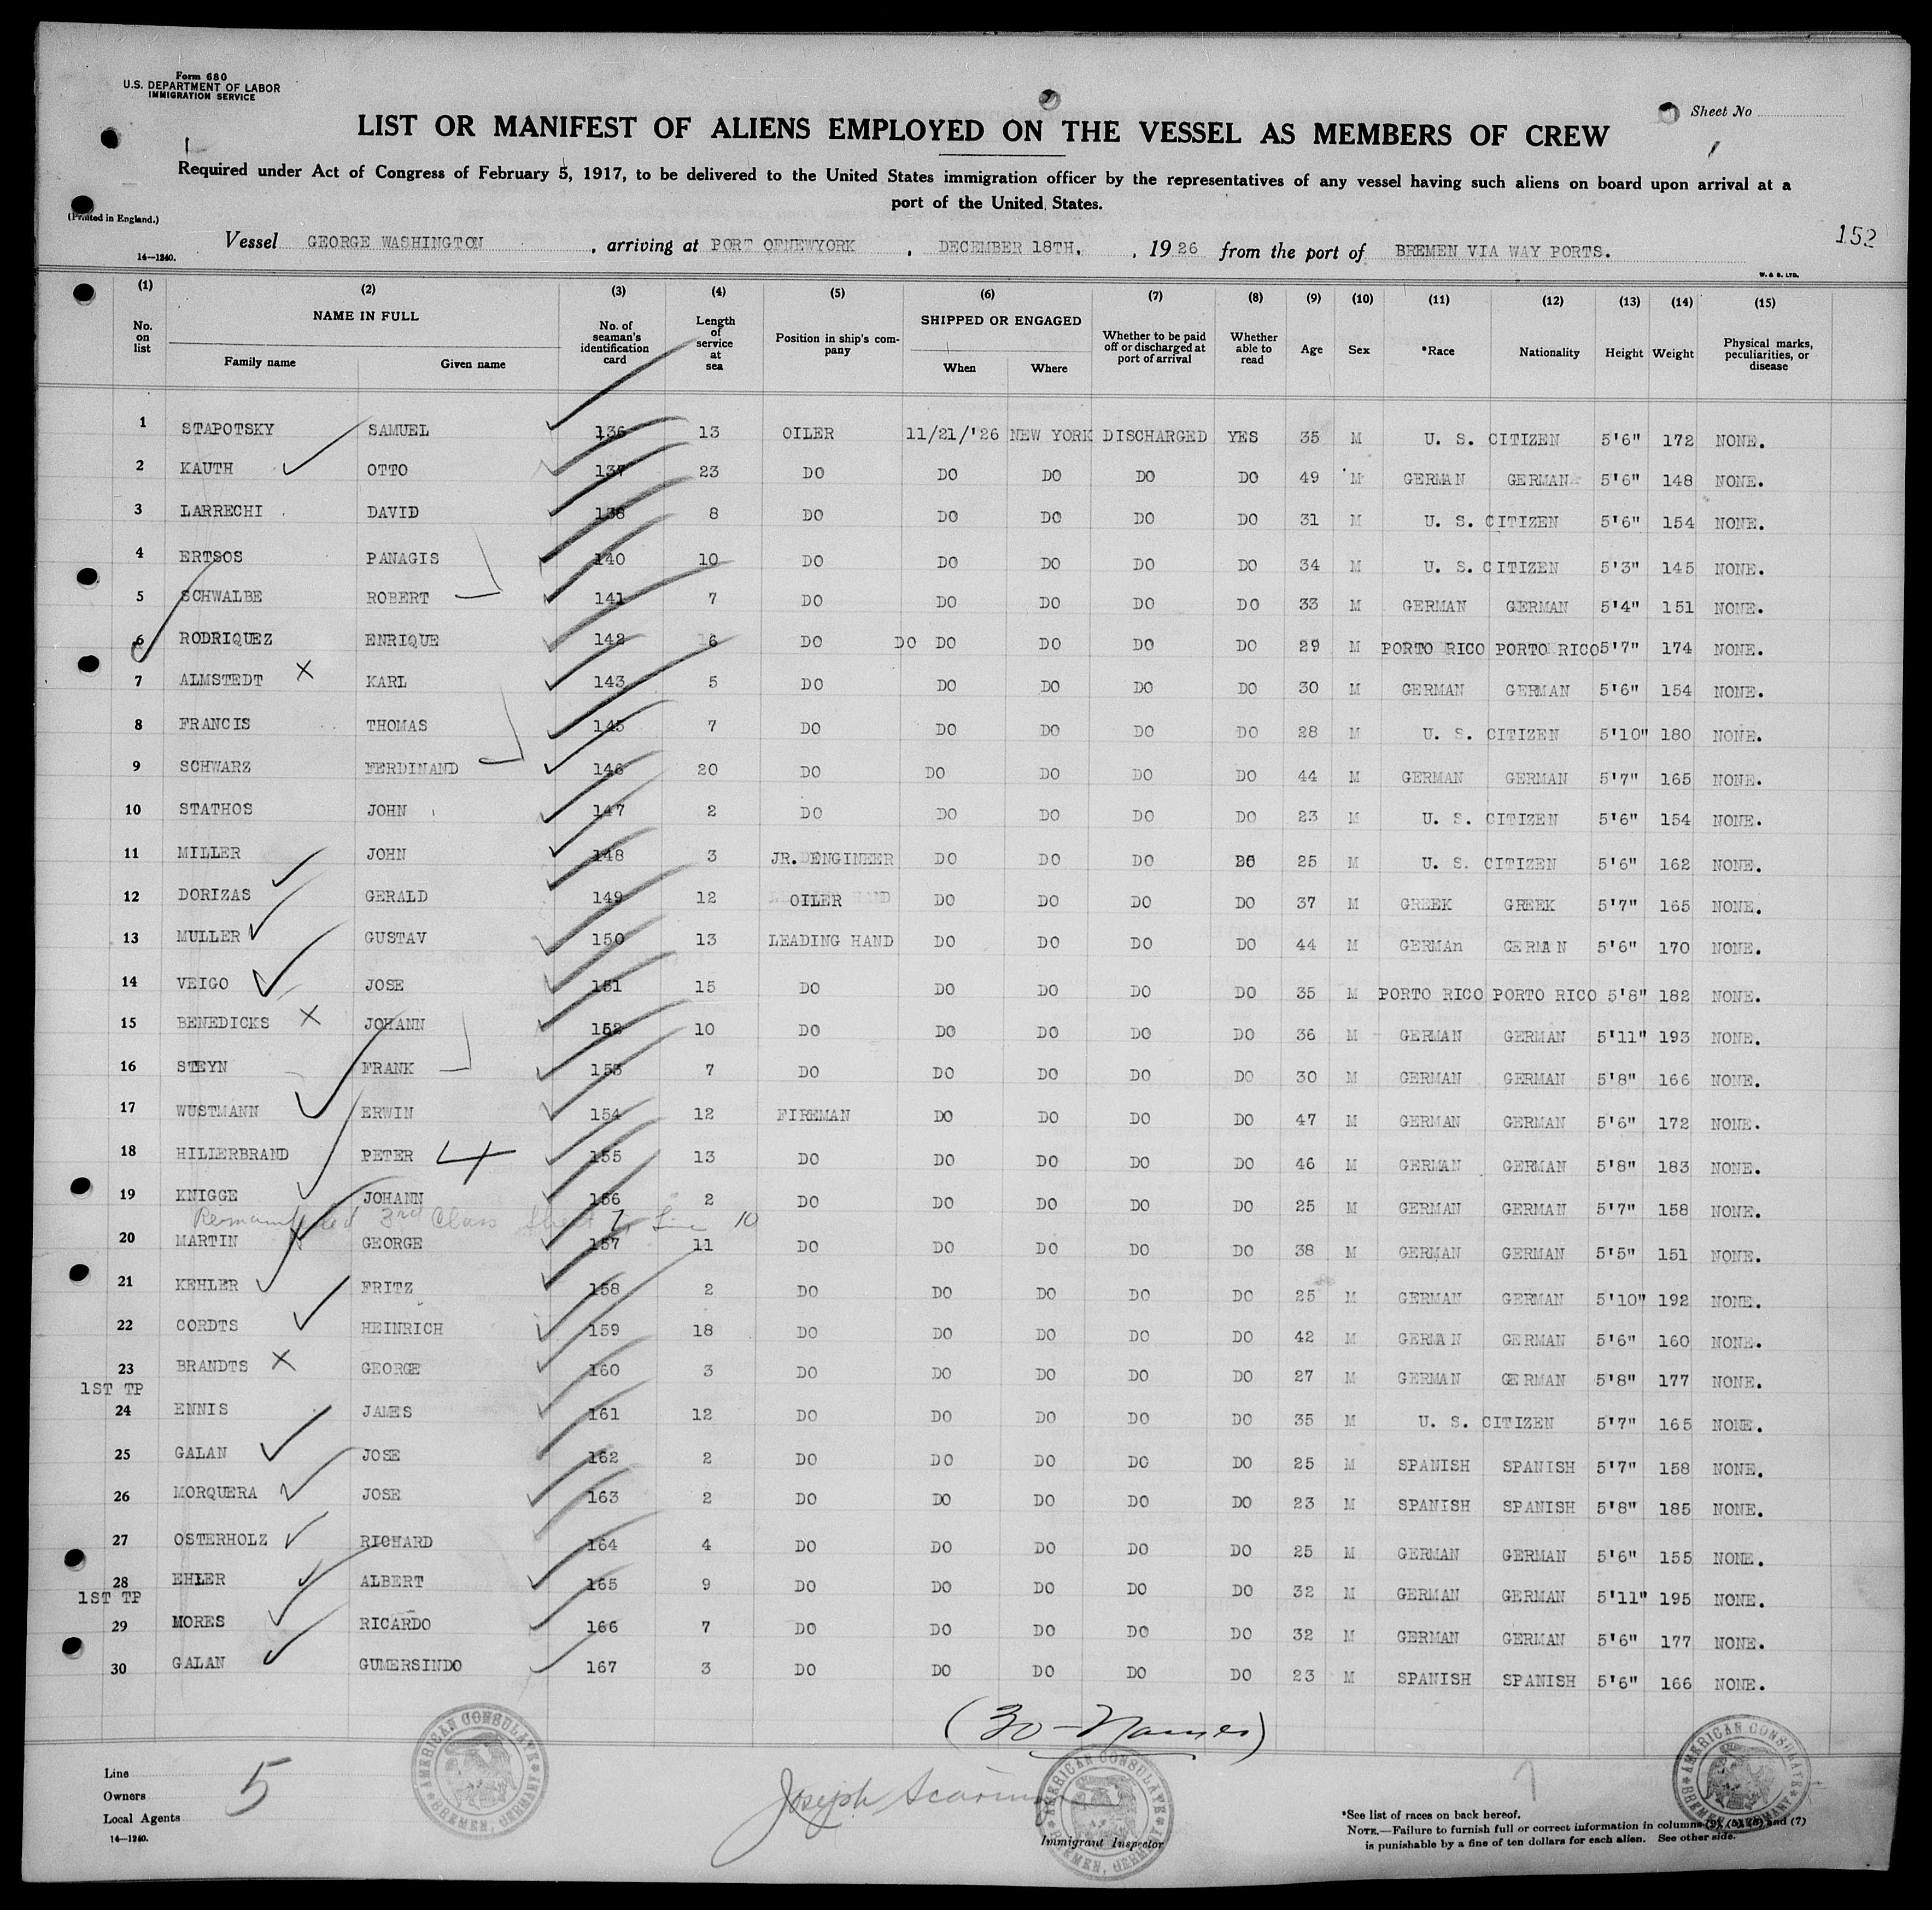 Form 680
U.S. DEPARTMENT OF LABOR
IMMIGRATION SERVICE
Sheet No
LIST OR MANIFEST OF ALIENS EMPLOYED ON THE VESSEL AS MEMBERS OF CREW
Required under Act of Congress of February 5, 1917, to be delivered to the United States immigration officer by the representatives of any vessel having such aliens on board upon arrival at a
port of the United States.
(Printed in England.)
Vessel GEORGE WASHINGTON , arriving at PORT OFNEWYORK , DECEMBER 18TH. , 1926 from the port of BREMEN VIA WAY PORTS.
152
14—1240.
W. & S. LTD.
(1) (2) (3) (4) (5) (6) (7) (8) (9) (10) (11) (12) (13) (14) (15)
No. on list NAME IN FULL Family name Given name No. of seaman's identification card Length of service at sea Position in ship's company SHIPPED OR ENGAGED When Where Whether to be paid off or discharged at port of arrival Whether able to read Age Sex *Race Nationality Height Weight Physical marks, peculiarities, or disease
1 STAPOTSKY SAMUEL 136 13 OILER 11/21/'26 NEW YORK DISCHARGED YES 35 M U. S. CITIZEN 5'6" 172 NONE.
2 KAUTH OTTO 137 23 DO DO DO DO DO 49 M GERMAN GERMAN 5'6" 148 NONE.
3 LARRECHI DAVID 138 8 DO DO DO DO DO 31 M U. S. CITIZEN 5'6" 154 NONE.
4 ERTSOS PANAGIS 140 10 DO DO DO DO DO 34 M U. S. CITIZEN 5'3" 145 NONE.
5 SCHWALBE ROBERT 141 7 DO DO DO DO DO 33 M GERMAN GERMAN 5'4" 151 NONE.
6 RODRIQUEZ ENRIQUE 142 6 DO DO DO DO DO DO 29 M PORTO RICO PORTO RICO 5'7" 174 NONE.
7 ALMSTEDT KARL 143 5 DO DO DO DO DO 30 M GERMAN GERMAN 5'6" 154 NONE.
8 FRANCIS THOMAS 145 7 DO DO DO DO DO 28 M U. S. CITIZEN 5'10" 180 NONE.
9 SCHWARZ FERDINAND 146 20 DO DO DO DO DO 44 M GERMAN GERMAN 5'7" 165 NONE.
10 STATHOS JOHN 147 2 DO DO DO DO DO 23 M U. S. CITIZEN 5'6" 154 NONE.
11 MILLER JOHN 148 3 JR. ENGINEER DO DO DO DO 25 M U. S. CITIZEN 5'6" 162 NONE.
12 DORIZAS GERALD 149 12 OILER DO DO DO DO 37 M GREEK GREEK 5'7" 165 NONE.
13 MULLER GUSTAV 150 13 LEADING HAND DO DO DO DO 44 M GERMAn GERMAN 5'6" 170 NONE.
14 VEIGO JOSE 151 15 DO DO DO DO DO 35 M PORTO RICO PORTO RICO 5'8" 182 NONE.
15 BENEDICKS JOHANN 152 10 DO DO DO DO DO 36 M GERMAN GERMAN 5'11" 193 NONE.
16 STEYN FRANK 153 7 DO DO DO DO DO 30 M GERMAN GERMAN 5'8" 166 NONE.
17 WUSTMANN ERWIN 154 12 FIREMAN DO DO DO DO 47 M GERMAN GERMAN 5'6" 172 NONE.
18 HILLERBRAND PETER 155 13 DO DO DO DO DO 46 M GERMAN GERMAN 5'8" 183 NONE.
19 KNIGGE JOHANN 156 2 DO DO DO DO DO 25 M GERMAN GERMAN 5'7" 158 NONE.
Remanifested 3rd Class Sheet 7 Line 10
20 MARTIN GEORGE 157 11 DO DO DO DO DO 38 M GERMAN GERMAN 5'5" 151 NONE.
21 KEHLER FRITZ 158 2 DO DO DO DO DO 25 M GERMAN GERMAN 5'10" 192 NONE.
22 CORDTS HEINRICH 159 18 DO DO DO DO DO 42 M GERMAN GERMAN 5'6" 160 NONE.
23 BRANDTS GEORGE 160 3 DO DO DO DO DO 27 M GERMAN GERMAN 5'8" 177 NONE.
1ST TP
24 ENNIS JAMES 161 12 DO DO DO DO DO 35 M U. S. CITIZEN 5'7" 165 NONE.
25 GALAN JOSE 162 2 DO DO DO DO DO 25 M SPANISH SPANISH 5'7" 158 NONE.
26 MORQUERA JOSE 163 2 DO DO DO DO DO 23 M SPANISH SPANISH 5'8" 185 NONE.
27 OSTERHOLZ RICHARD 164 4 DO DO DO DO DO 25 M GERMAN GERMAN 5'6" 155 NONE.
28 EHLER ALBERT 165 9 DO DO DO DO DO 32 M GERMAN GERMAN 5'11" 195 NONE.
1ST TP
29 MORES RICARDO 166 7 DO DO DO DO DO 32 M GERMAN GERMAN 5'6" 177 NONE.
30 GALAN GUMERSINDO 167 3 DO DO DO DO DO 23 M SPANISH SPANISH 5'6" 166 NONE.
(30 — Names)
AMERICAN CONSULATE BREMEN, GERMANY
AMERICAN CONSULATE BREMEN, GERMANY
AMERICAN CONSULATE BREMEN, GERMANY
Line
Owners
Local Agents
14—1240.
5
Joseph
Immigrant Inspector
*See list of races on back hereof.
NOTE.—Failure to furnish full or correct information in columns and (7)
is punishable by a fine of ten dollars for each alien. See other side.